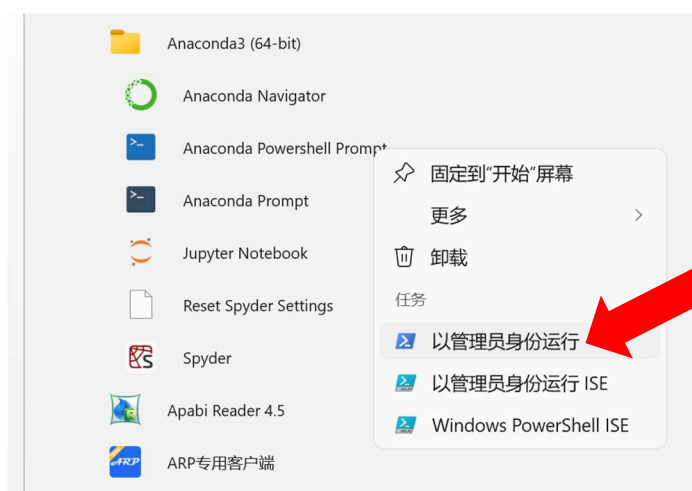 Anaconda3 (64-bit)
Anaconda Navigator
Anaconda Powershell Prompt
Anaconda Prompt
Jupyter Notebook
Reset Spyder Settings
Spyder
Apabi Reader 4.5
ARP
ARP专用客户端
固定到“开始”屏幕
更多
卸载
任务
以管理员身份运行
以管理员身份运行 ISE
Windows PowerShell ISE